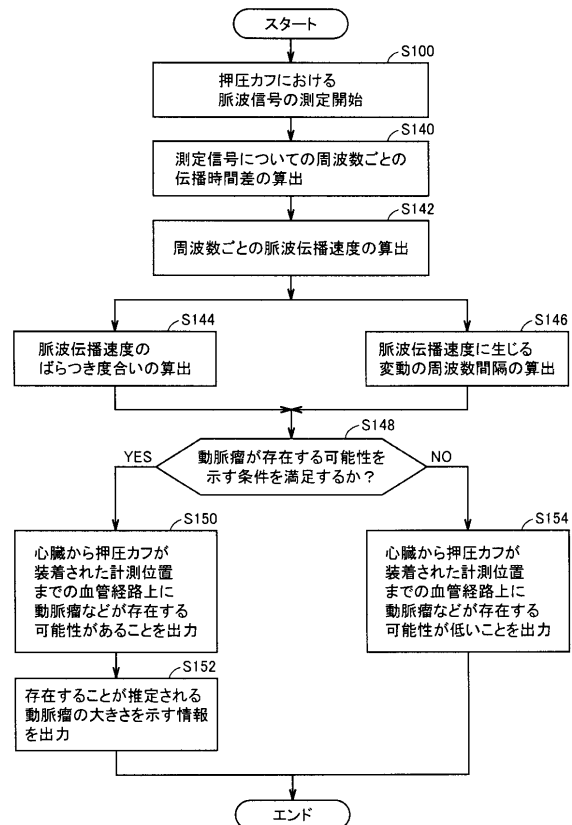 スタート
S100
押圧カフにおける
脈波信号の測定開始
S140
測定信号についての周波数ごとの
伝播時間差の算出
S142
周波数ごとの脈波伝播速度の算出
S144
脈波伝播速度の
ばらつき度合いの算出
S146
脈波伝播速度に生じる
変動の周波数間隔の算出
S148
動脈瘤が存在する可能性を
示す条件を満足するか？
YES
NO
S150
心臓から押圧カフが
装着された計測位置
までの血管経路上に
動脈瘤などが存在する
可能性があることを出力
S154
心臓から押圧カフが
装着された計測位置
までの血管経路上に
動脈瘤などが存在する
可能性が低いことを出力
S152
存在することが推定される
動脈瘤の大きさを示す情報
を出力
エンド